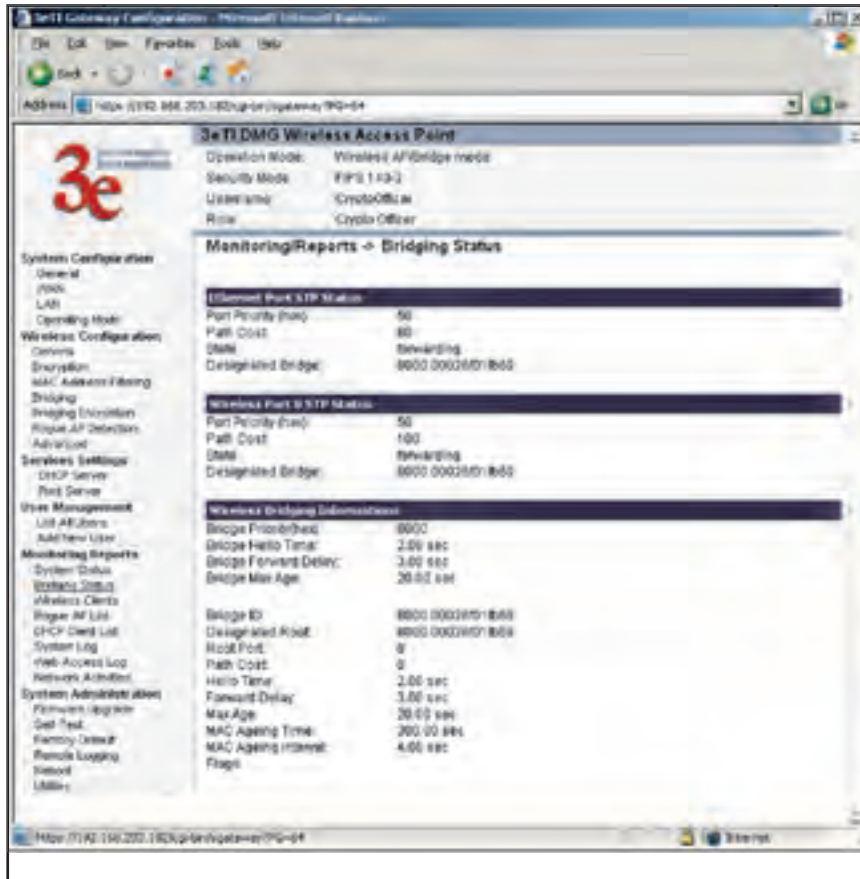 3eTI Gateway Configuration - Microsoft Internet Explorer
File Edit View Favorites Tools Help
Back
Address
3eTI DMG Wireless Access Point
3e
Operation Mode: Wireless AP/Bridge mode
Security Mode: FIPS 140-2
Username: CryptoOfficer
Role: Crypto Officer
Monitoring/Reports -> Bridging Status
System Configuration
General
WAN
LAN
Operating Mode
Wireless Configuration
General
Encryption
MAC Address Filtering
Bridging
Bridging Encryption
Rogue AP Detection
Advanced
Services Settings
DHCP Server
Print Server
User Management
List All Users
Add New User
Monitoring Reports
System Status
Bridging Status
Wireless Clients
Rogue AP List
DHCP Client List
System Log
Web Access Log
Network Activities
System Administration
Firmware Upgrade
Self Test
Factory Default
Remote Logging
Reboot
Utilities
Ethernet Port STP Status
Port Priority (hex) 50
Path Cost 80
State forwarding
Designated Bridge:
Wireless Port 0 STP Status
Port Priority (hex) 50
Path Cost 100
State forwarding
Designated Bridge:
Wireless Bridging Informations
Bridge Priority(hex) 8000
Bridge Hello Time: 2.00 sec
Bridge Forward Delay: 3.00 sec
Bridge Max Age: 20.00 sec
Bridge ID
Designated Root
Root Port: 0
Path Cost: 0
Hello Time: 2.00 sec
Forward Delay: 3.00 sec
Max Age: 20.00 sec
MAC Ageing Time: 300.00 sec
MAC Ageing Interval: 4.00 sec
Flags
Internet